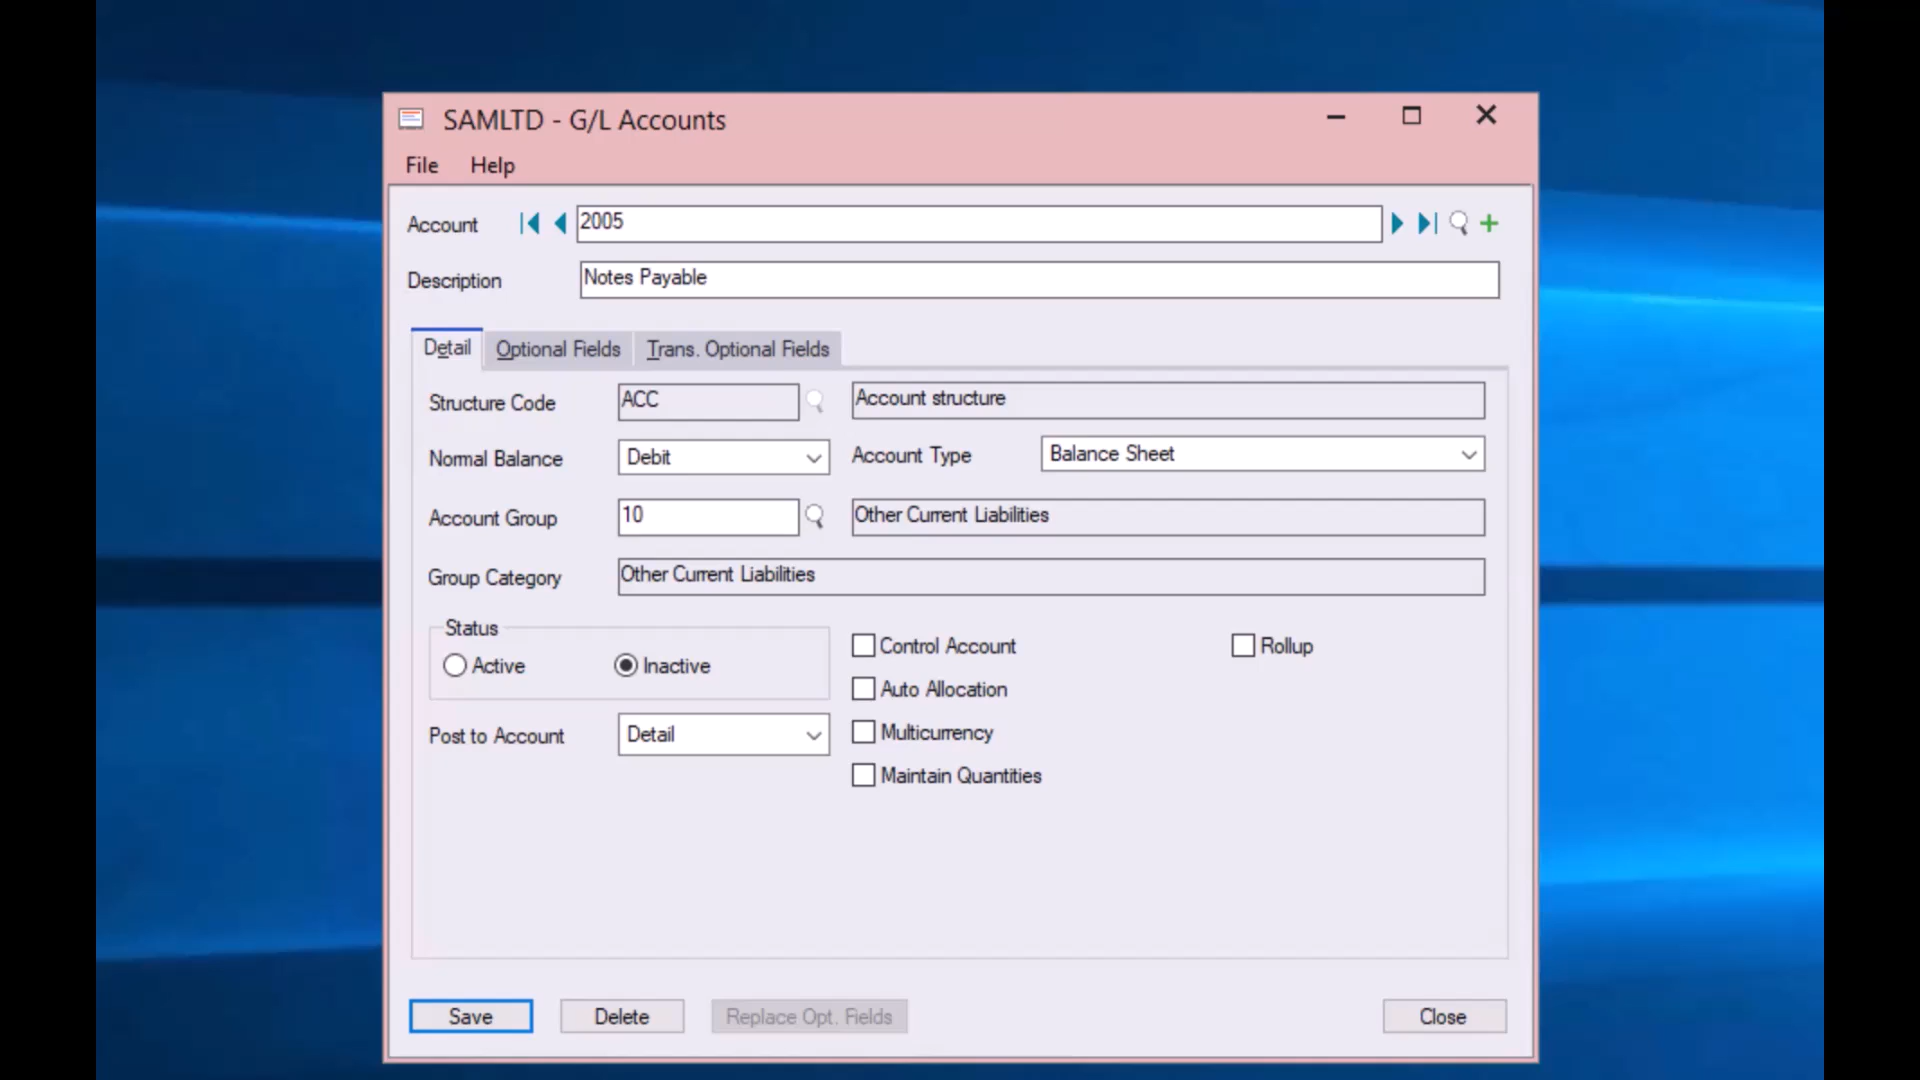 SAMLTD - G/L Accounts
File Help
Account 2005
Description Notes Payable
Detail Optional Fields Trans. Optional Fields
Structure Code ACC Account structure
Normal Balance Debit Account Type Balance Sheet
Account Group 10 Other Current Liabilities
Group Category Other Current Liabilities
Status
Control Account Rollup
Active Inactive
Auto Allocation
Post to Account Detail Multicurrency
Maintain Quantities
Save Delete Replace Opt. Fields Close